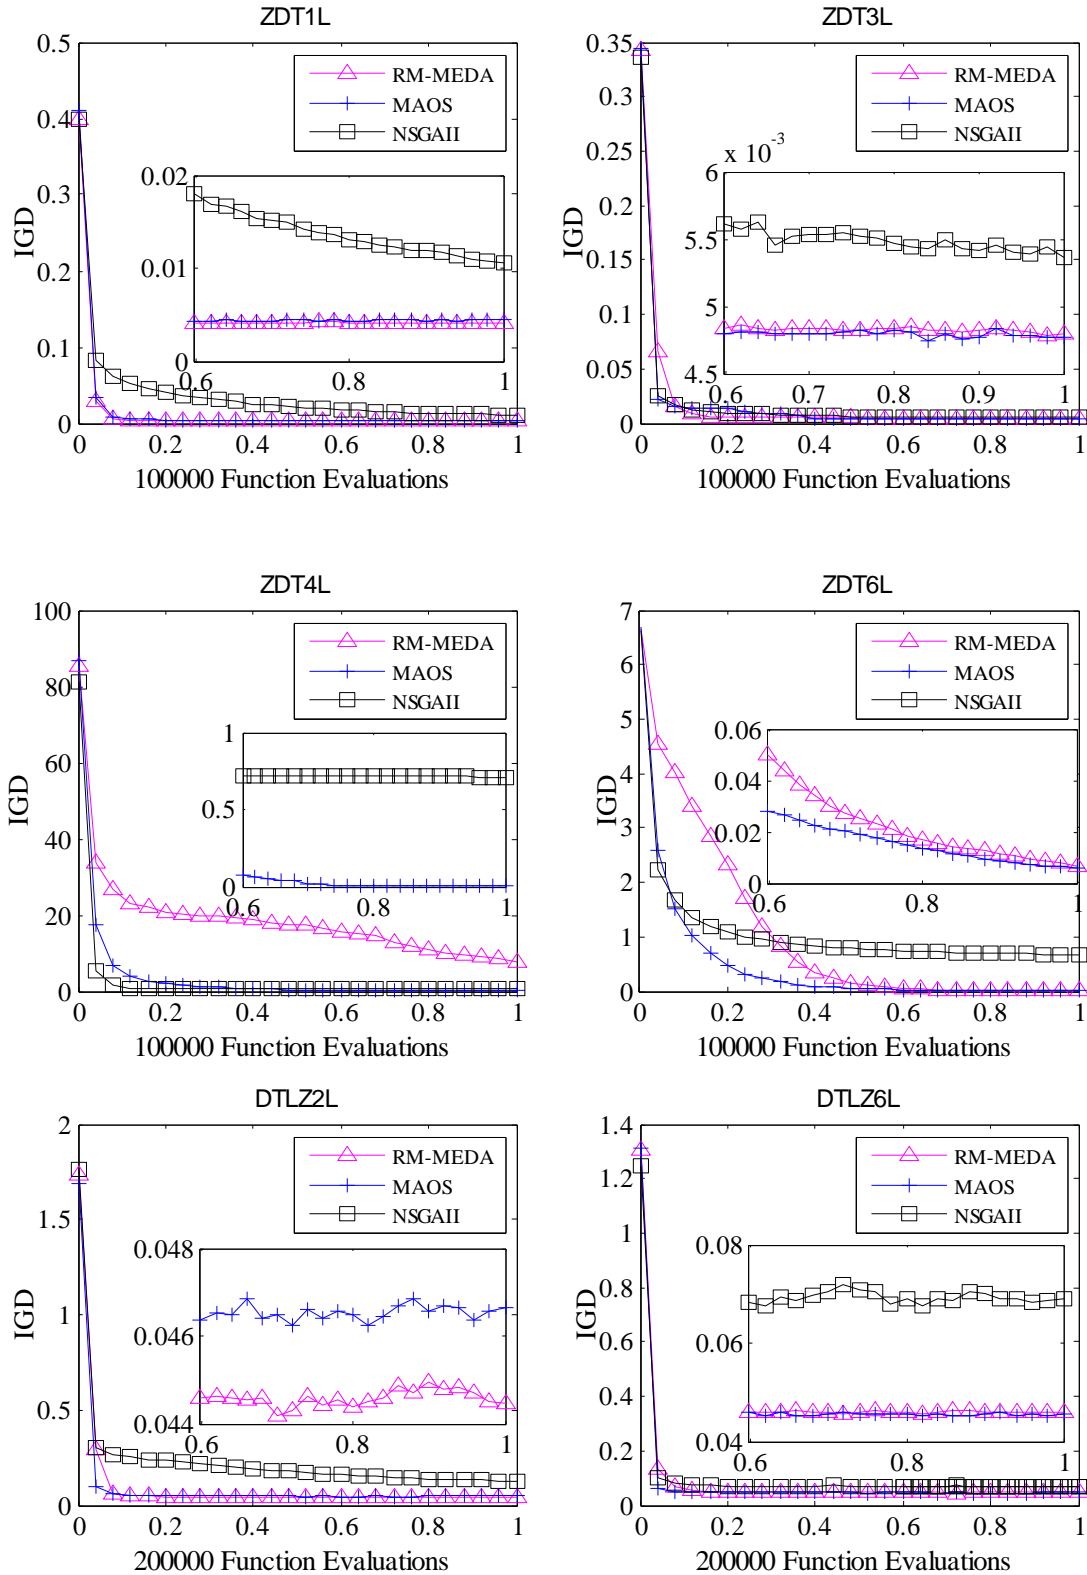 ZDT1L
0.5
0.4
0.3
0.2
0.1
0
IGD
RM-MEDA
MAOS
NSGAII
0.02
0.01
0
0.6 0.8 1
0 0.2 0.4 0.6 0.8 1
100000 Function Evaluations
ZDT3L
0.35
0.3
0.25
0.2
0.15
0.1
0.05
0
IGD
RM-MEDA
MAOS
NSGAII
x 10-3
6
5.5
5
4.5
0.6 0.7 0.8 0.9 1
0 0.2 0.4 0.6 0.8 1
100000 Function Evaluations
ZDT4L
100
80
60
40
20
0
IGD
RM-MEDA
MAOS
NSGAII
1
0.5
0
0.6 0.8 1
0 0.2 0.4 0.6 0.8 1
100000 Function Evaluations
ZDT6L
7
6
5
4
3
2
1
0
IGD
RM-MEDA
MAOS
NSGAII
0.06
0.04
0.02
0
0.6 0.8 1
0 0.2 0.4 0.6 0.8 1
100000 Function Evaluations
DTLZ2L
2
1.5
1
0.5
0
IGD
RM-MEDA
MAOS
NSGAII
0.048
0.046
0.044
0.6 0.8 1
0 0.2 0.4 0.6 0.8 1
200000 Function Evaluations
DTLZ6L
1.4
1.2
1
0.8
0.6
0.4
0.2
0
IGD
RM-MEDA
MAOS
NSGAII
0.08
0.06
0.04
0.6 0.8 1
0 0.2 0.4 0.6 0.8 1
200000 Function Evaluations